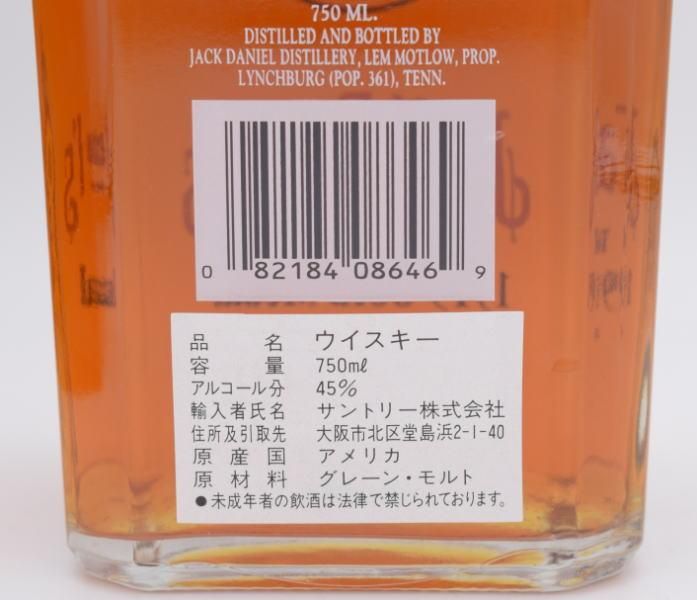 750 ML.
DISTILLED AND BOTTLED BY
JACK DANIEL DISTILLERY, LEM MOTLOW, PROP.
LYNCHBURG (POP. 361), TENN.
0 82184 08646 9
品名 ウイスキー
容量 750mℓ
アルコール分 45%
輸入者氏名 サントリー株式会社
住所及引取先 大阪市北区堂島浜2-1-40
原産国 アメリカ
原材料 グレーン・モルト
●未成年者の飲酒は法律で禁じられております。